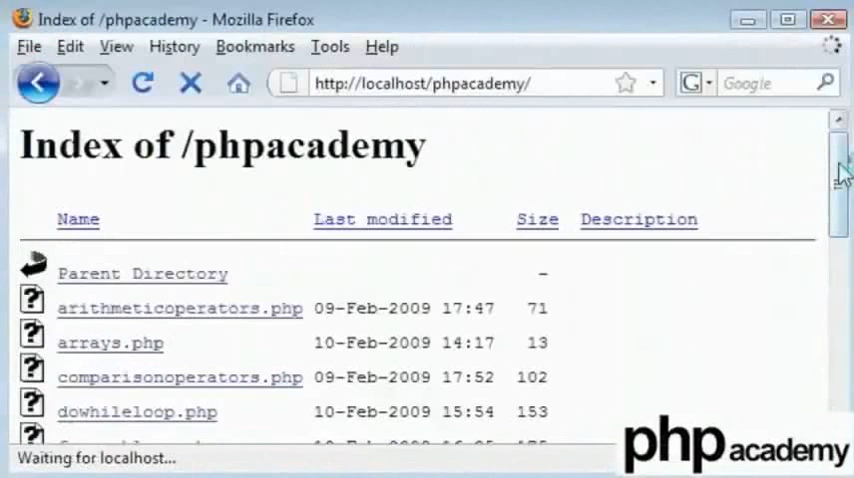 Index of /phpacademy - Mozilla Firefox
File Edit View History Bookmarks Tools Help
http://localhost/phpacademy/ G Google
Index of /phpacademy
Name Last modified Size Description
Parent Directory -
? arithmeticoperators.php 09-Feb-2009 17:47 71
? arrays.php 10-Feb-2009 14:17 13
? comparisonoperators.php 09-Feb-2009 17:52 102
? dowhileloop.php 10-Feb-2009 15:54 153
Waiting for localhost...
php academy